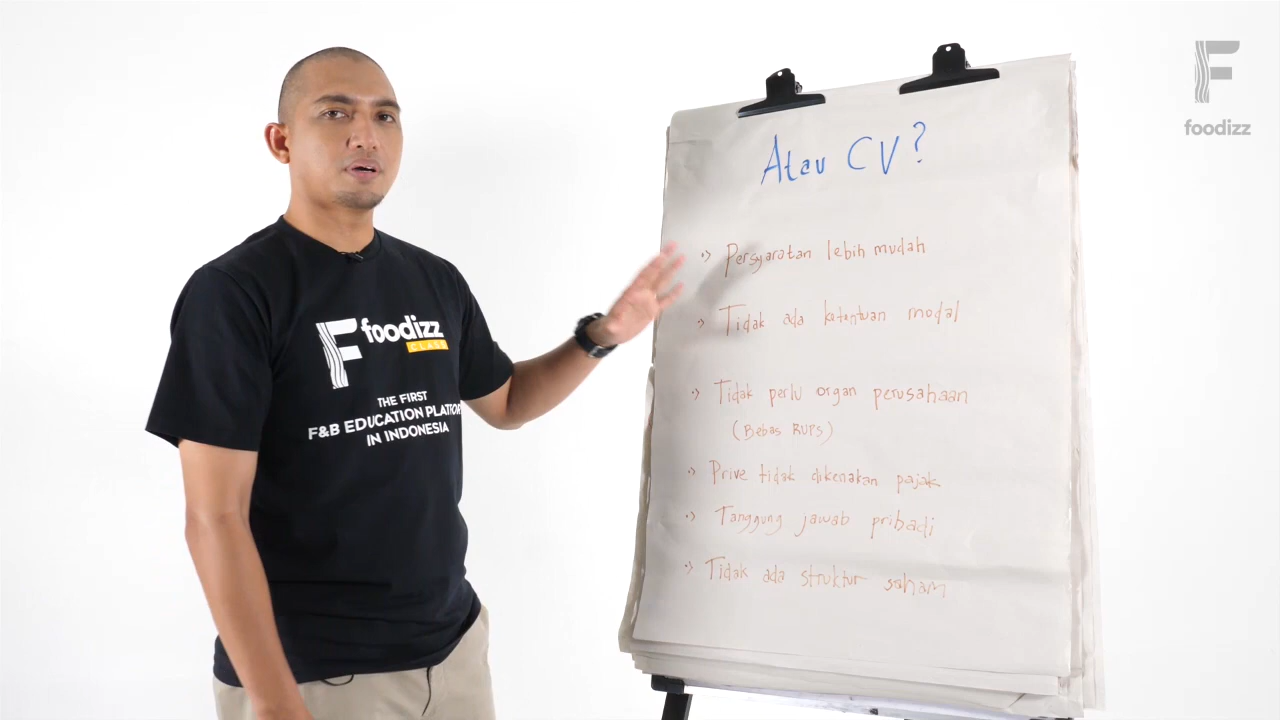 foodizz
Atau CV?
Persyaratan lebih mudah
Tidak ada ketentuan modal
Tidak perlu organ perusahaan
(Bebas RUPS)
Prive tidak dikenakan pajak
Tanggung jawab pribadi
Tidak ada struktur saham
F foodizz
CLASS
THE FIRST
F&B EDUCATION PLATFOR
IN INDONESIA